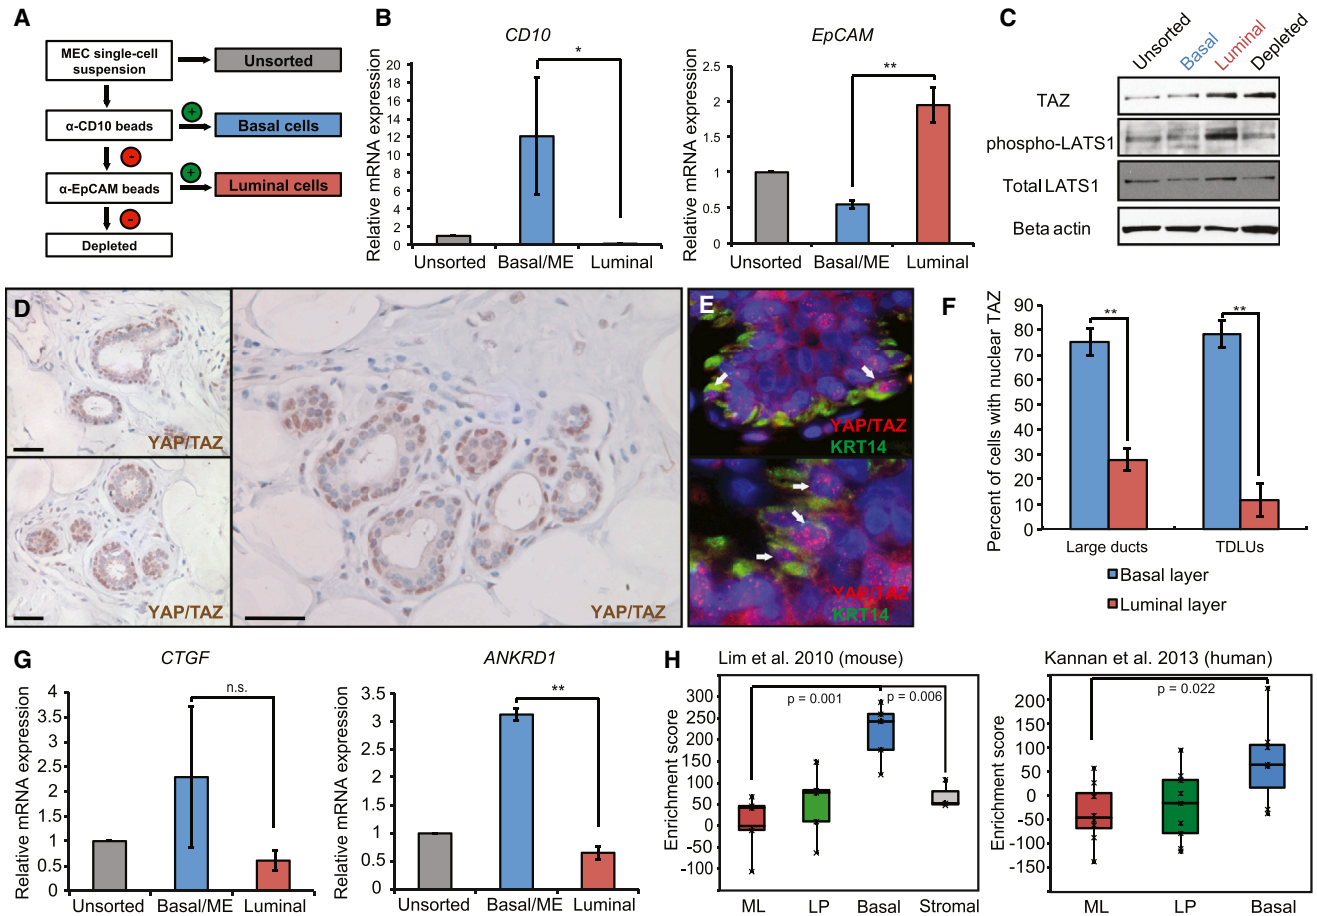 A
MEC single-cell
suspension
Unsorted
α-CD10 beads
+
Basal cells
-
α-EpCAM beads
+
Luminal cells
-
Depleted
B
CD10
Relative mRNA expression
20
18
16
14
12
10
8
6
4
2
0
*
Unsorted
Basal/ME
Luminal
EpCAM
Relative mRNA expression
2.5
2
1.5
1
0.5
0
**
Unsorted
Basal/ME
Luminal
C
Unsorted
Basal
Luminal
Depleted
TAZ
phospho-LATS1
Total LATS1
Beta actin
D
YAP/TAZ
YAP/TAZ
YAP/TAZ
E
YAP/TAZ
KRT14
YAP/TAZ
KRT14
F
Percent of cells with nuclear TAZ
90
80
70
60
50
40
30
20
10
0
**
**
Large ducts
TDLUs
Basal layer
Luminal layer
G
CTGF
Relative mRNA expression
4
3.5
3
2.5
2
1.5
1
0.5
0
n.s.
Unsorted
Basal/ME
Luminal
ANKRD1
Relative mRNA expression
3.5
3
2.5
2
1.5
1
0.5
0
**
Unsorted
Basal/ME
Luminal
H
Lim et al. 2010 (mouse)
Enrichment score
300
250
200
150
100
50
0
-50
-100
p = 0.001
p = 0.006
ML
LP
Basal
Stromal
Kannan et al. 2013 (human)
Enrichment score
200
150
100
50
0
-50
-100
-150
p = 0.022
ML
LP
Basal